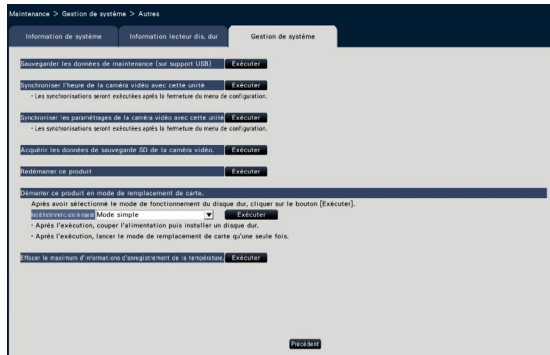 Maintenance > Gestion de système > Autres
Information de système Information lecteur dis. dur Gestion de système
Sauvegarder les données de maintenance (sur support USB) Exécuter
Synchroniser l'heure de la caméra vidéo avec cette unité Exécuter
・Les synchronisations seront exécutées après la fermeture du menu de configuration.
Synchroniser les paramétrages de la caméra vidéo avec cette unité Exécuter
・Les synchronisations seront exécutées après la fermeture du menu de configuration.
Acquérir les données de sauvegarde SD de la caméra vidéo. Exécuter
Redémarrer ce produit Exécuter
Démarrer ce produit en mode de remplacement de carte.
Après avoir sélectionné le mode de fonctionnement du disque dur, cliquer sur le bouton [Exécuter].
Mode simple Exécuter
・Après l'exécution, couper l'alimentation puis installer un disque dur.
・Après l'exécution, lancer le mode de remplacement de carte qu'une seule fois.
Effacer le maximum d'informations d'enregistrement de la température. Exécuter
Précédent